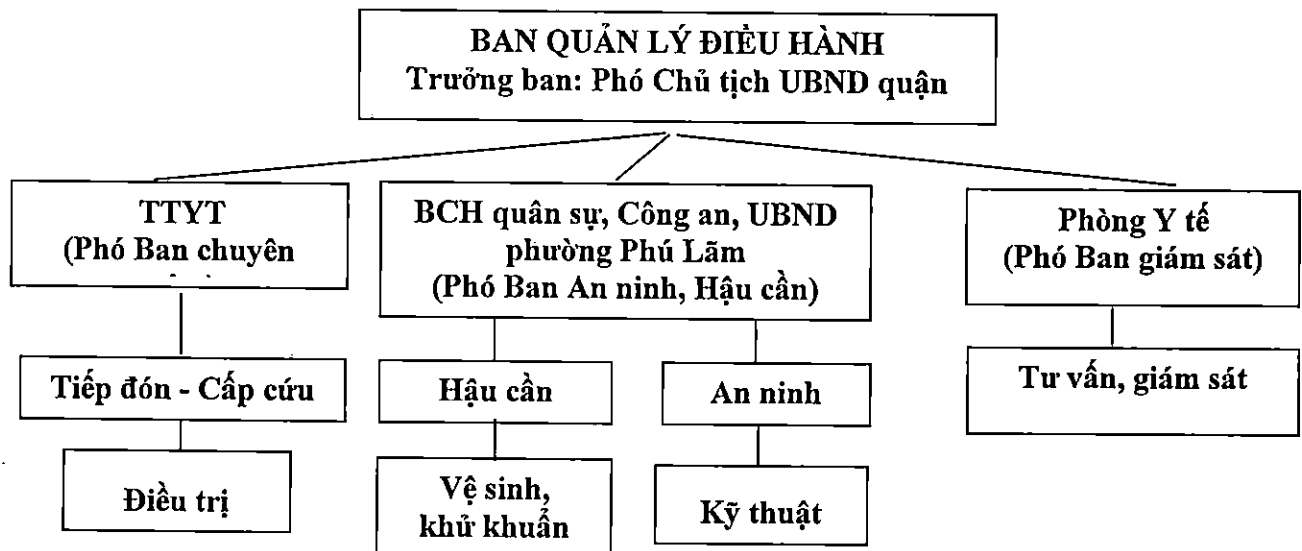 BAN QUẢN LÝ ĐIỀU HÀNH
Trưởng ban: Phó Chủ tịch UBND quận
TTYT
(Phó Ban chuyên
BCH quân sự, Công an, UBND
phường Phú Lãm
(Phó Ban An ninh, Hậu cần)
Phòng Y tế
(Phó Ban giám sát)
Tiếp đón - Cấp cứu
Hậu cần
An ninh
Tư vấn, giám sát
Điều trị
Vệ sinh,
khử khuẩn
Kỹ thuật